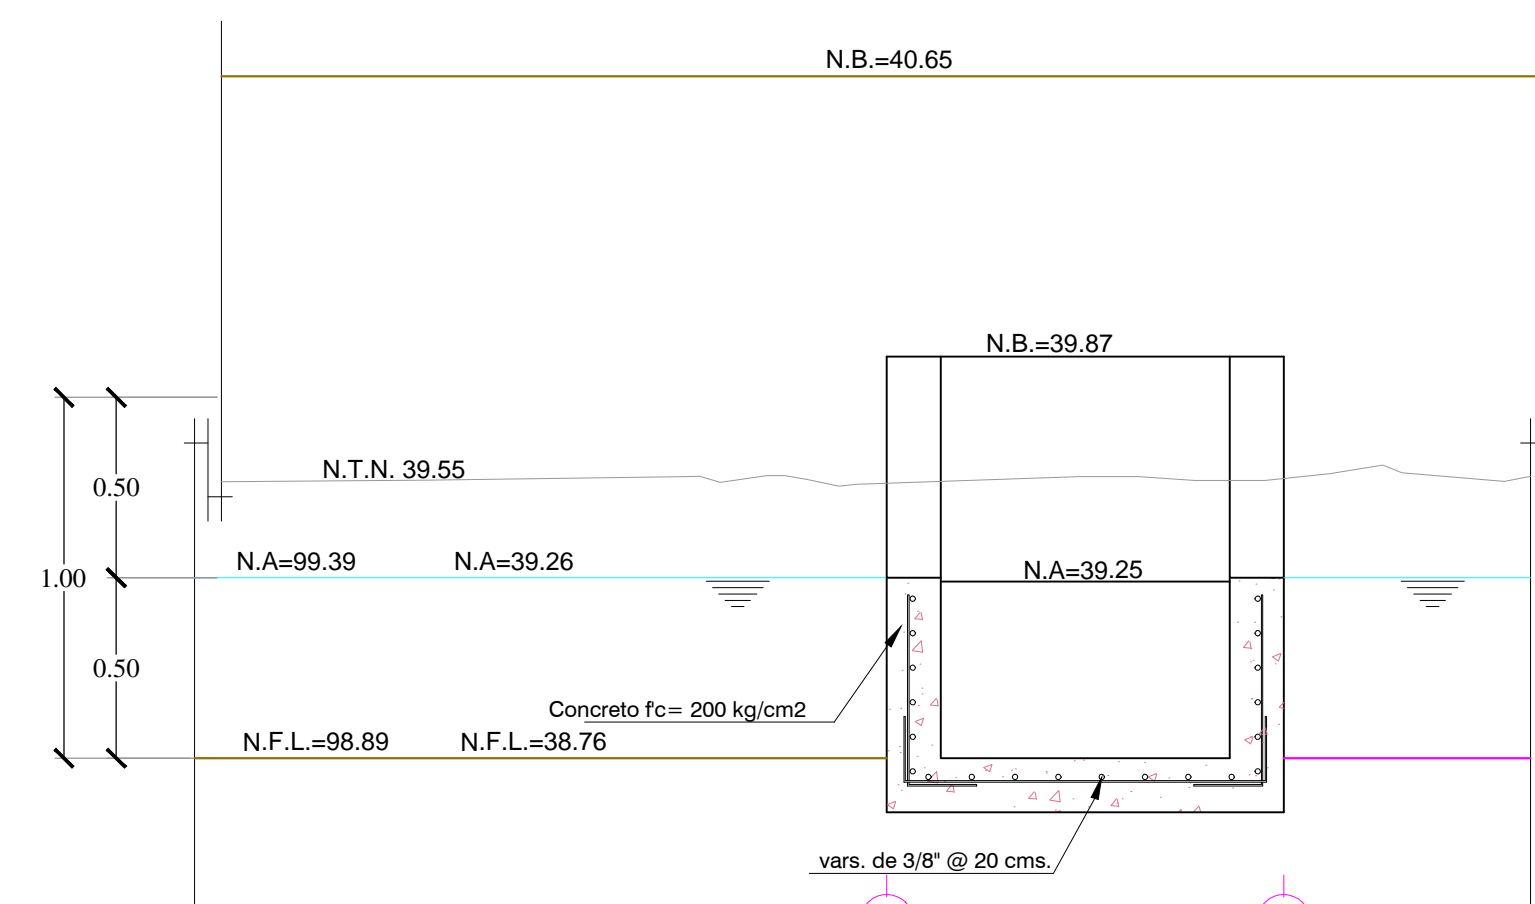 N.B.=40.65
N.B.=39.87
N.T.N. 39.55
0.50
N.A=99.39
N.A=39.26
N.A=39.25
1.00
0.50
Concreto f'c= 200 kg/cm2
N.F.L.=98.89
N.F.L.=38.76
vars. de 3/8" @ 20 cms.